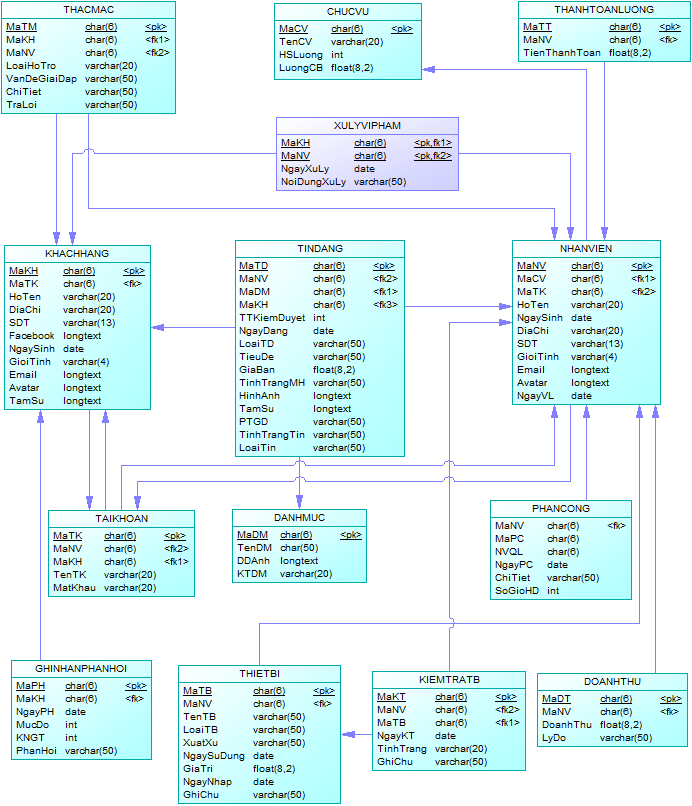 THACMAC
MaTM char(6) <pk>
MaKH char(6) <fk1>
MaNV char(6) <fk2>
LoaiHoTro varchar(20)
VanDeGiaiDap varchar(50)
ChiTiet varchar(50)
TraLoi varchar(50)
CHUCVU
MaCV char(6) <pk>
TenCV varchar(20)
HSLuong int
LuongCB float(8,2)
THANHTOANLUONG
MaTT char(6) <pk>
MaNV char(6) <fk>
TienThanhToan float(8,2)
XULYVIPHAM
MaKH char(6) <pk,fk1>
MaNV char(6) <pk,fk2>
NgayXuLy date
NoiDungXuLy varchar(50)
KHACHHANG
MaKH char(6) <pk>
MaTK char(6) <fk>
HoTen varchar(20)
DiaChi varchar(20)
SDT varchar(13)
Facebook longtext
NgaySinh date
GioiTinh varchar(4)
Email longtext
Avatar longtext
TamSu longtext
TINDANG
MaTD char(6) <pk>
MaNV char(6) <fk2>
MaDM char(6) <fk1>
MaKH char(6) <fk3>
TTKiemDuyet int
NgayDang date
LoaiTD varchar(50)
TieuDe varchar(50)
GiaBan float(8,2)
TinhTrangMH varchar(50)
HinhAnh longtext
TamSu longtext
PTGD varchar(50)
TinhTrangTin varchar(50)
LoaiTin varchar(50)
NHANVIEN
MaNV char(6) <pk>
MaCV char(6) <fk1>
MaTK char(6) <fk2>
HoTen varchar(20)
NgaySinh date
DiaChi varchar(20)
SDT varchar(13)
GioiTinh varchar(4)
Email longtext
Avatar longtext
NgayVL date
TAIKHOAN
MaTK char(6) <pk>
MaNV char(6) <fk2>
MaKH char(6) <fk1>
TenTK varchar(20)
MatKhau varchar(20)
DANHMUC
MaDM char(6) <pk>
TenDM char(50)
DDAnh longtext
KTDM varchar(20)
PHANCONG
MaNV char(6) <fk>
MaPC char(6)
NVQL char(6)
NgayPC date
ChiTiet varchar(50)
SoGioHD int
GHINHANPHANHOI
MaPH char(6) <pk>
MaKH char(6) <fk>
NgayPH date
MucDo int
KNGT int
PhanHoi varchar(50)
THIETBI
MaTB char(6) <pk>
MaNV char(6) <fk>
TenTB varchar(50)
LoaiTB varchar(50)
XuatXu varchar(50)
NgaySuDung date
GiaTri float(8,2)
NgayNhap date
GhiChu varchar(50)
KIEMTRATB
MaKT char(6) <pk>
MaNV char(6) <fk2>
MaTB char(6) <fk1>
NgayKT date
TinhTrang varchar(20)
GhiChu varchar(50)
DOANHTHU
MaDT char(6) <pk>
MaNV char(6) <fk>
DoanhThu float(8,2)
LyDo varchar(50)